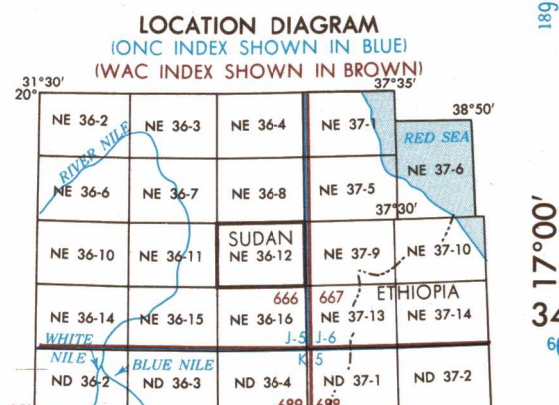 LOCATION DIAGRAM
(ONC INDEX SHOWN IN BLUE)
(WAC INDEX SHOWN IN BROWN)
189
31°30'
37°35'
20°
38°50'
NE 36-2
NE 36-3
NE 36-4
NE 37-1
RED SEA
RIVER NILE
NE 37-6
NE 36-6
NE 36-7
NE 36-8
NE 37-5
37°30'
17°00'
SUDAN
NE 36-10
NE 36-11
NE 36-12
NE 37-9
NE 37-10
666
667
ETHIOPIA
NE 36-14
NE 36-15
NE 36-16
NE 37-13
NE 37-14
34
WHITE
NILE
J-5
J-6
K-5
BLUE NILE
ND 36-2
ND 36-3
ND 36-4
ND 37-1
ND 37-2